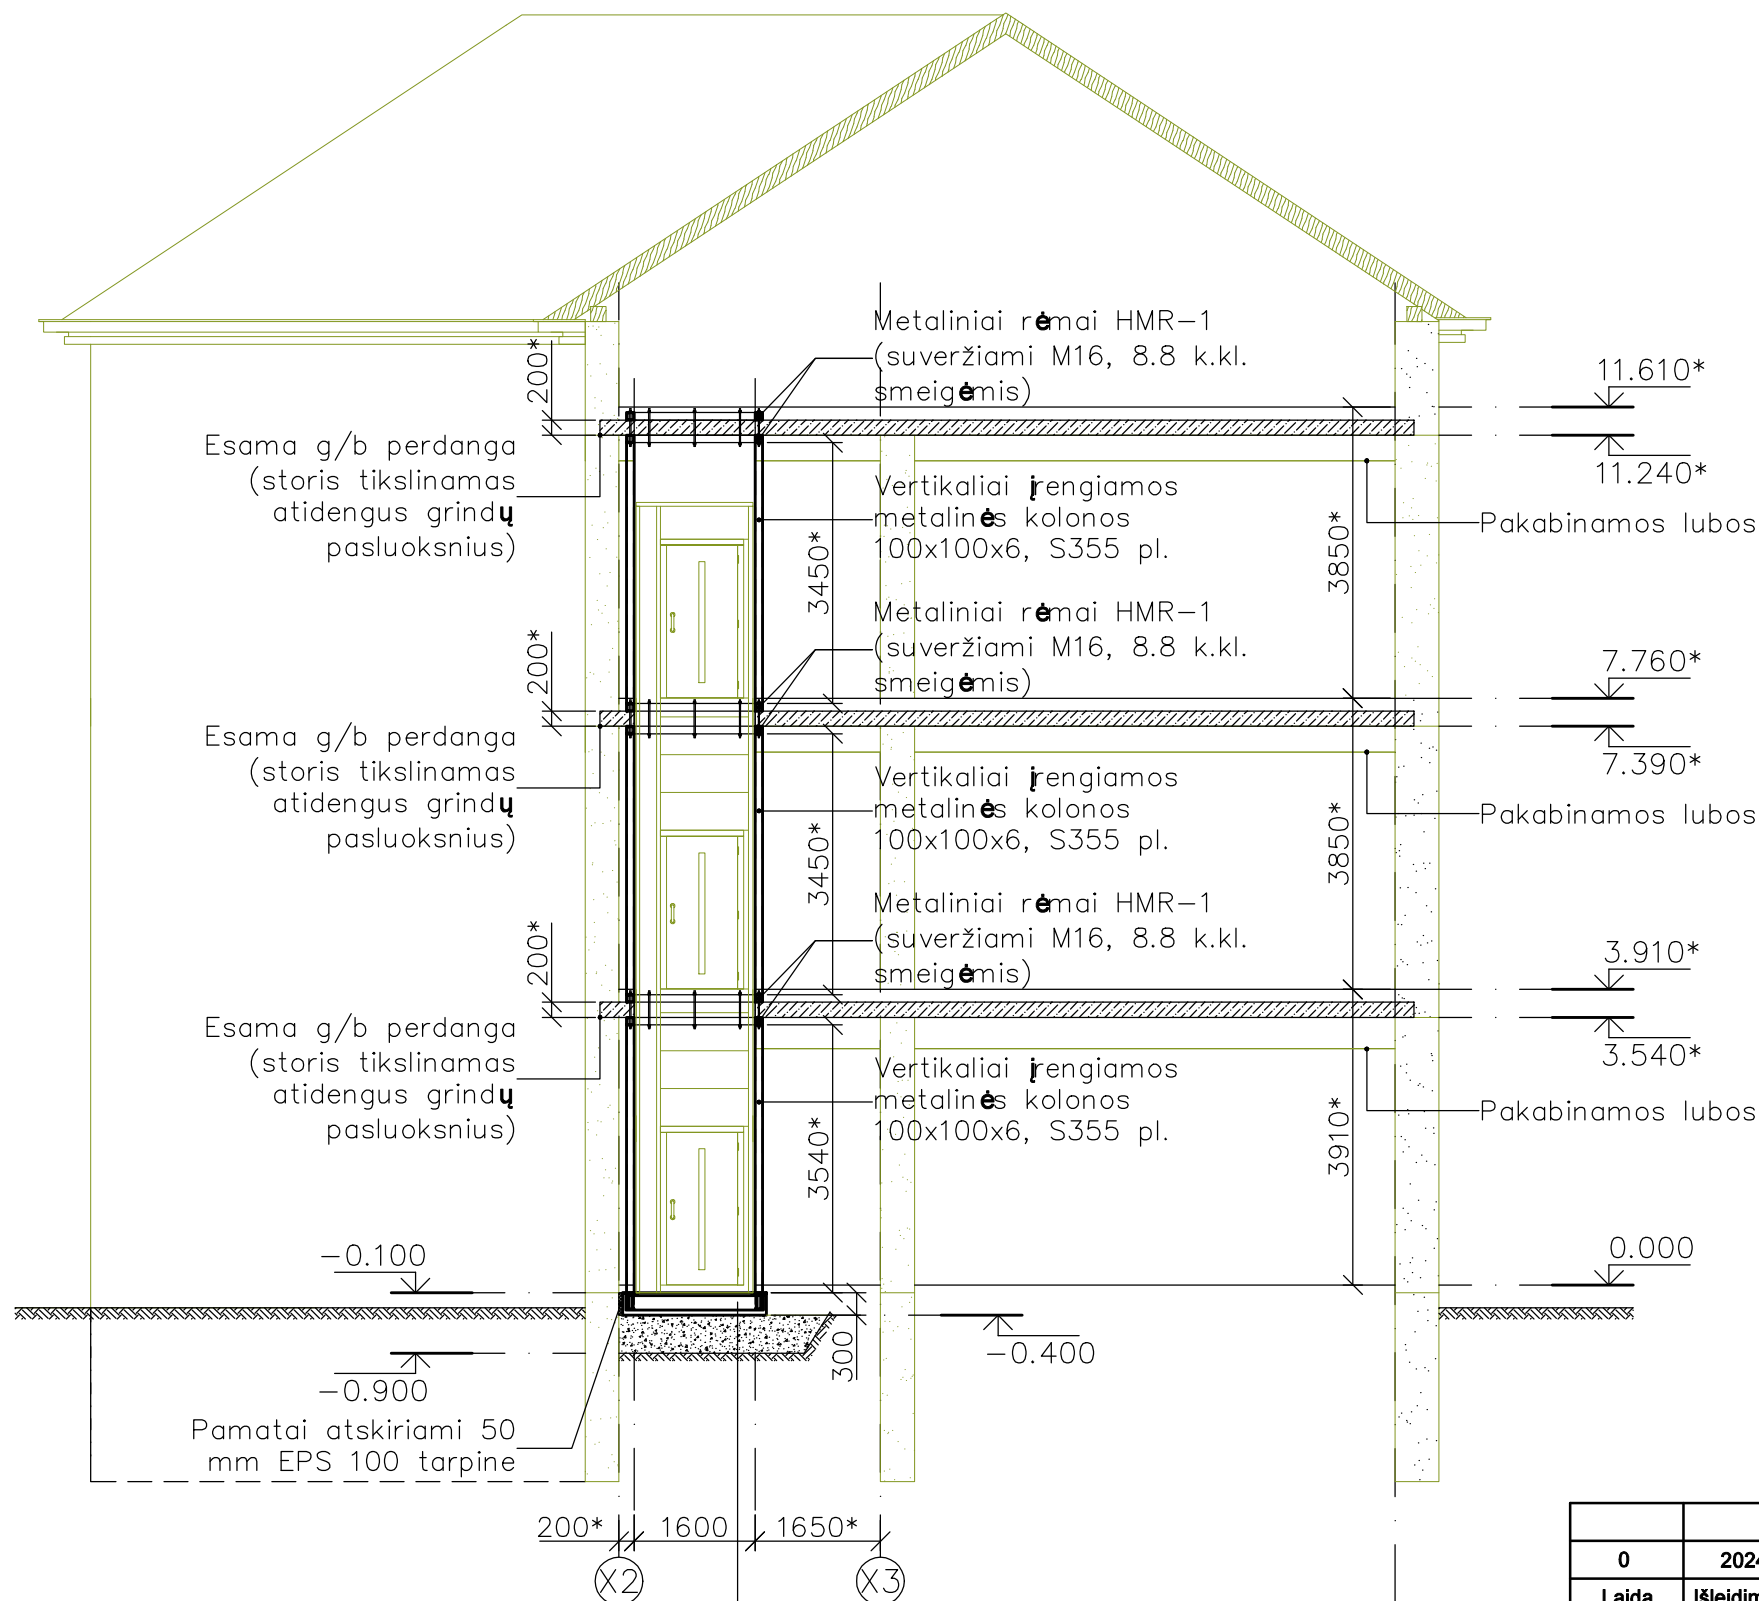 Metaliniai rėmai HMR-1
(suveržiami M16, 8.8 k.kl.
smeigėmis)
200*
11.610*
11.240*
Esama g/b perdanga
(storis tikslinamas
atidengus grindų
pasluoksnius)
Vertikaliai įrengiamos
metalinės kolonos
100x100x6, S355 pl.
3450*
3850*
Pakabinamos lubos
Metaliniai rėmai HMR-1
(suveržiami M16, 8.8 k.kl.
smeigėmis)
200*
7.760*
7.390*
Esama g/b perdanga
(storis tikslinamas
atidengus grindų
pasluoksnius)
Vertikaliai įrengiamos
metalinės kolonos
100x100x6, S355 pl.
3450*
3850*
Pakabinamos lubos
Metaliniai rėmai HMR-1
(suveržiami M16, 8.8 k.kl.
smeigėmis)
200*
3.910*
3.540*
Esama g/b perdanga
(storis tikslinamas
atidengus grindų
pasluoksnius)
Vertikaliai įrengiamos
metalinės kolonos
100x100x6, S355 pl.
3540*
3910*
Pakabinamos lubos
-0.100
0.000
300
-0.400
-0.900
Pamatai atskiriami 50
mm EPS 100 tarpine
200* 1600 1650*
X2 X3
0 2024
Laida Išleidim